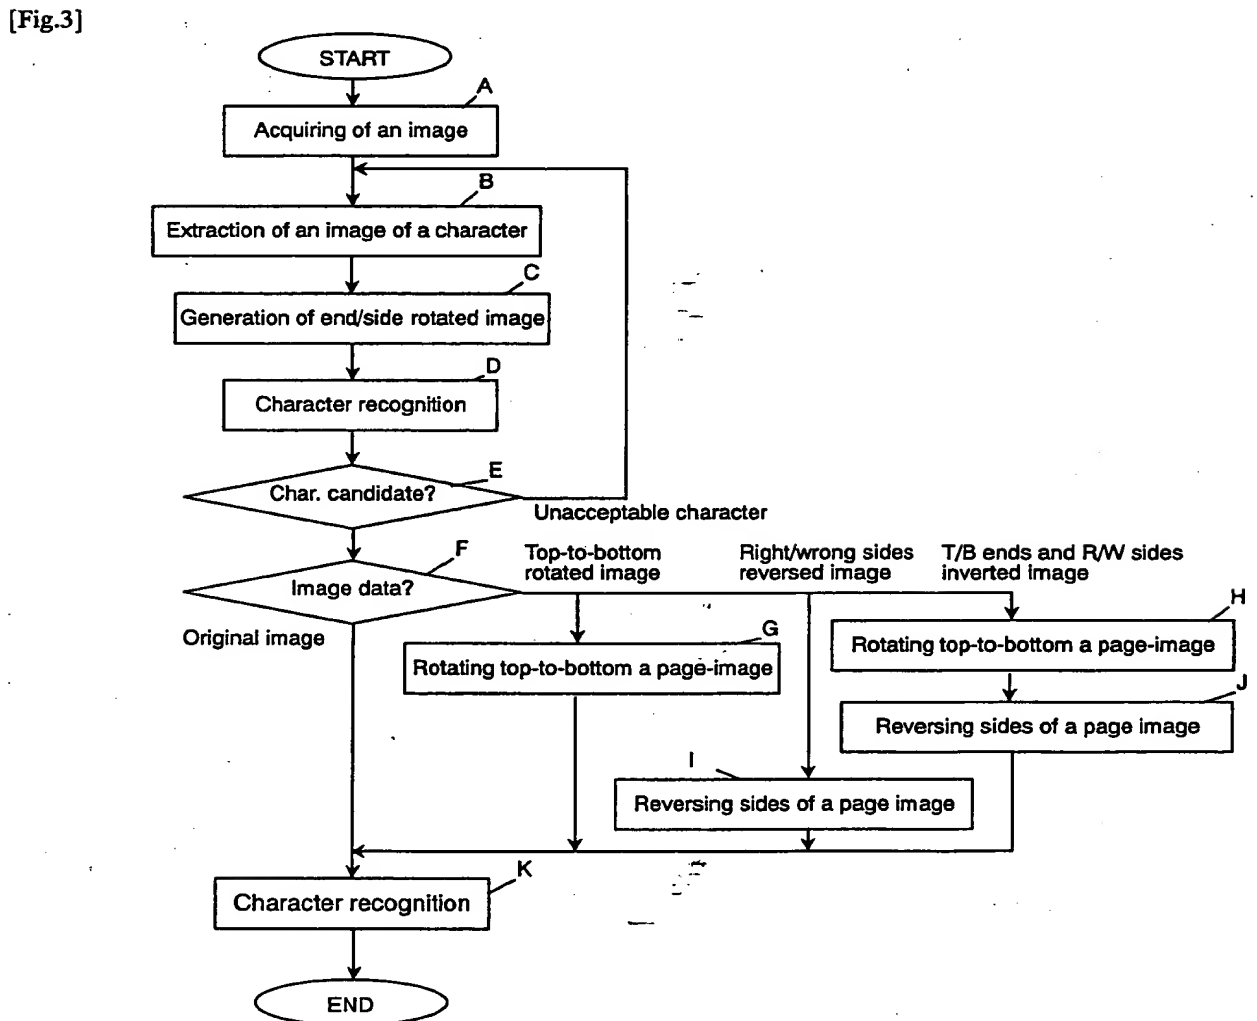 [Fig.3]
START
A
Acquiring of an image
B
Extraction of an image of a character
C
Generation of end/side rotated image
D
Character recognition
E
Char. candidate?
Unacceptable character
F
Image data?
Top-to-bottom
rotated image
Right/wrong sides
reversed image
T/B ends and R/W sides
inverted image
Original image
G
Rotating top-to-bottom a page-image
H
Rotating top-to-bottom a page-image
J
Reversing sides of a page image
I
Reversing sides of a page image
K
Character recognition
END